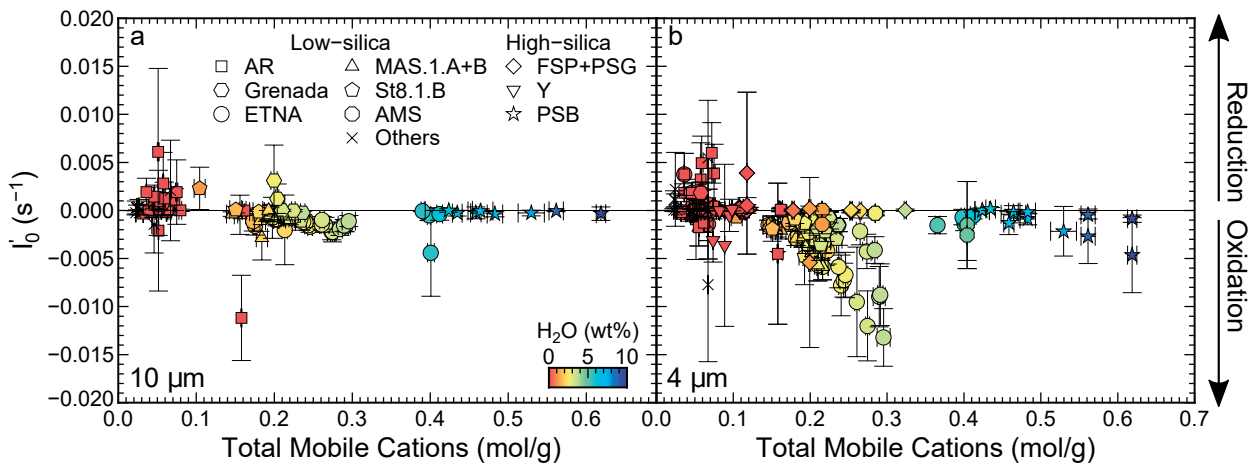 a
Low-silica High-silica
AR MAS.1.A+B FSP+PSG
Grenada St8.1.B Y
ETNA AMS PSB
Others
b
0.020
0.015
0.010
0.005
0.000
-0.005
-0.010
-0.015
-0.020
I′₀ (s⁻¹)
H₂O (wt%)
0 5 10
10 µm
4 µm
0.0 0.1 0.2 0.3 0.4 0.5 0.6
0.0 0.1 0.2 0.3 0.4 0.5 0.6 0.7
Total Mobile Cations (mol/g) Total Mobile Cations (mol/g)
Reduction
Oxidation